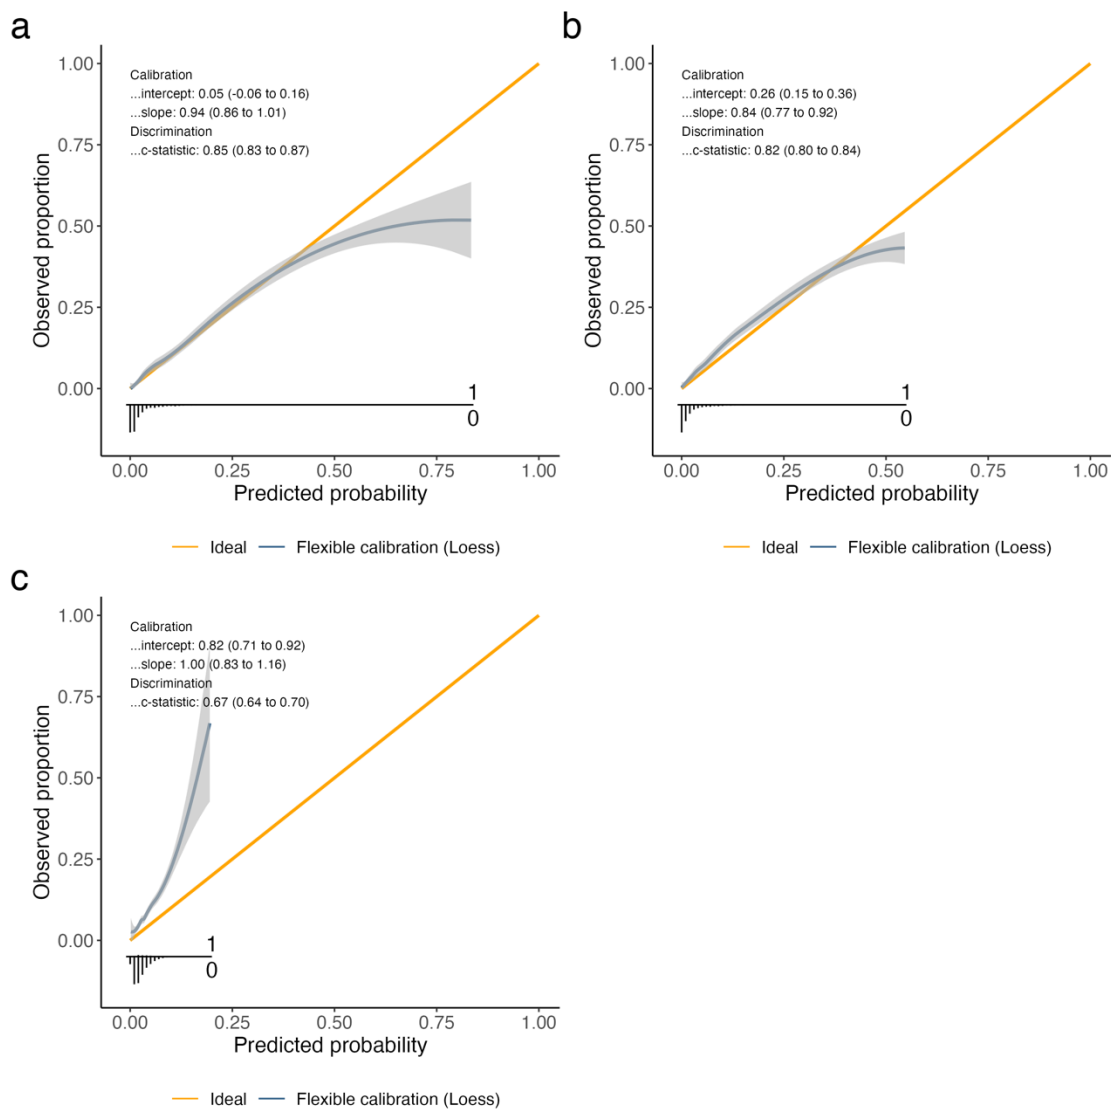 a
Calibration
...intercept: 0.05 (-0.06 to 0.16)
...slope: 0.94 (0.86 to 1.01)
Discrimination
...c-statistic: 0.85 (0.83 to 0.87)
Observed proportion
1.00
0.75
0.50
0.25
0.00
1
0
0.00 0.25 0.50 0.75 1.00
Predicted probability
Ideal Flexible calibration (Loess)
b
Calibration
...intercept: 0.26 (0.15 to 0.36)
...slope: 0.84 (0.77 to 0.92)
Discrimination
...c-statistic: 0.82 (0.80 to 0.84)
Observed proportion
1.00
0.75
0.50
0.25
0.00
1
0
0.00 0.25 0.50 0.75 1.00
Predicted probability
Ideal Flexible calibration (Loess)
c
Calibration
...intercept: 0.82 (0.71 to 0.92)
...slope: 1.00 (0.83 to 1.16)
Discrimination
...c-statistic: 0.67 (0.64 to 0.70)
Observed proportion
1.00
0.75
0.50
0.25
0.00
1
0
0.00 0.25 0.50 0.75 1.00
Predicted probability
Ideal Flexible calibration (Loess)